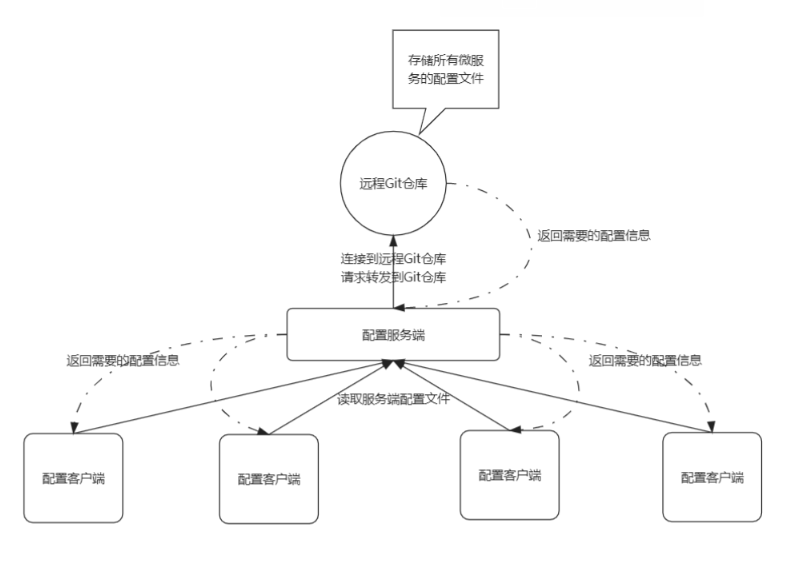 存储所有微服
务的配置文件
远程Git仓库
返回需要的配置信息
连接到远程Git仓库
请求转发到Git仓库
配置服务端
返回需要的配置信息
返回需要的配置信息
读取服务端配置文件
配置客户端
配置客户端
配置客户端
配置客户端